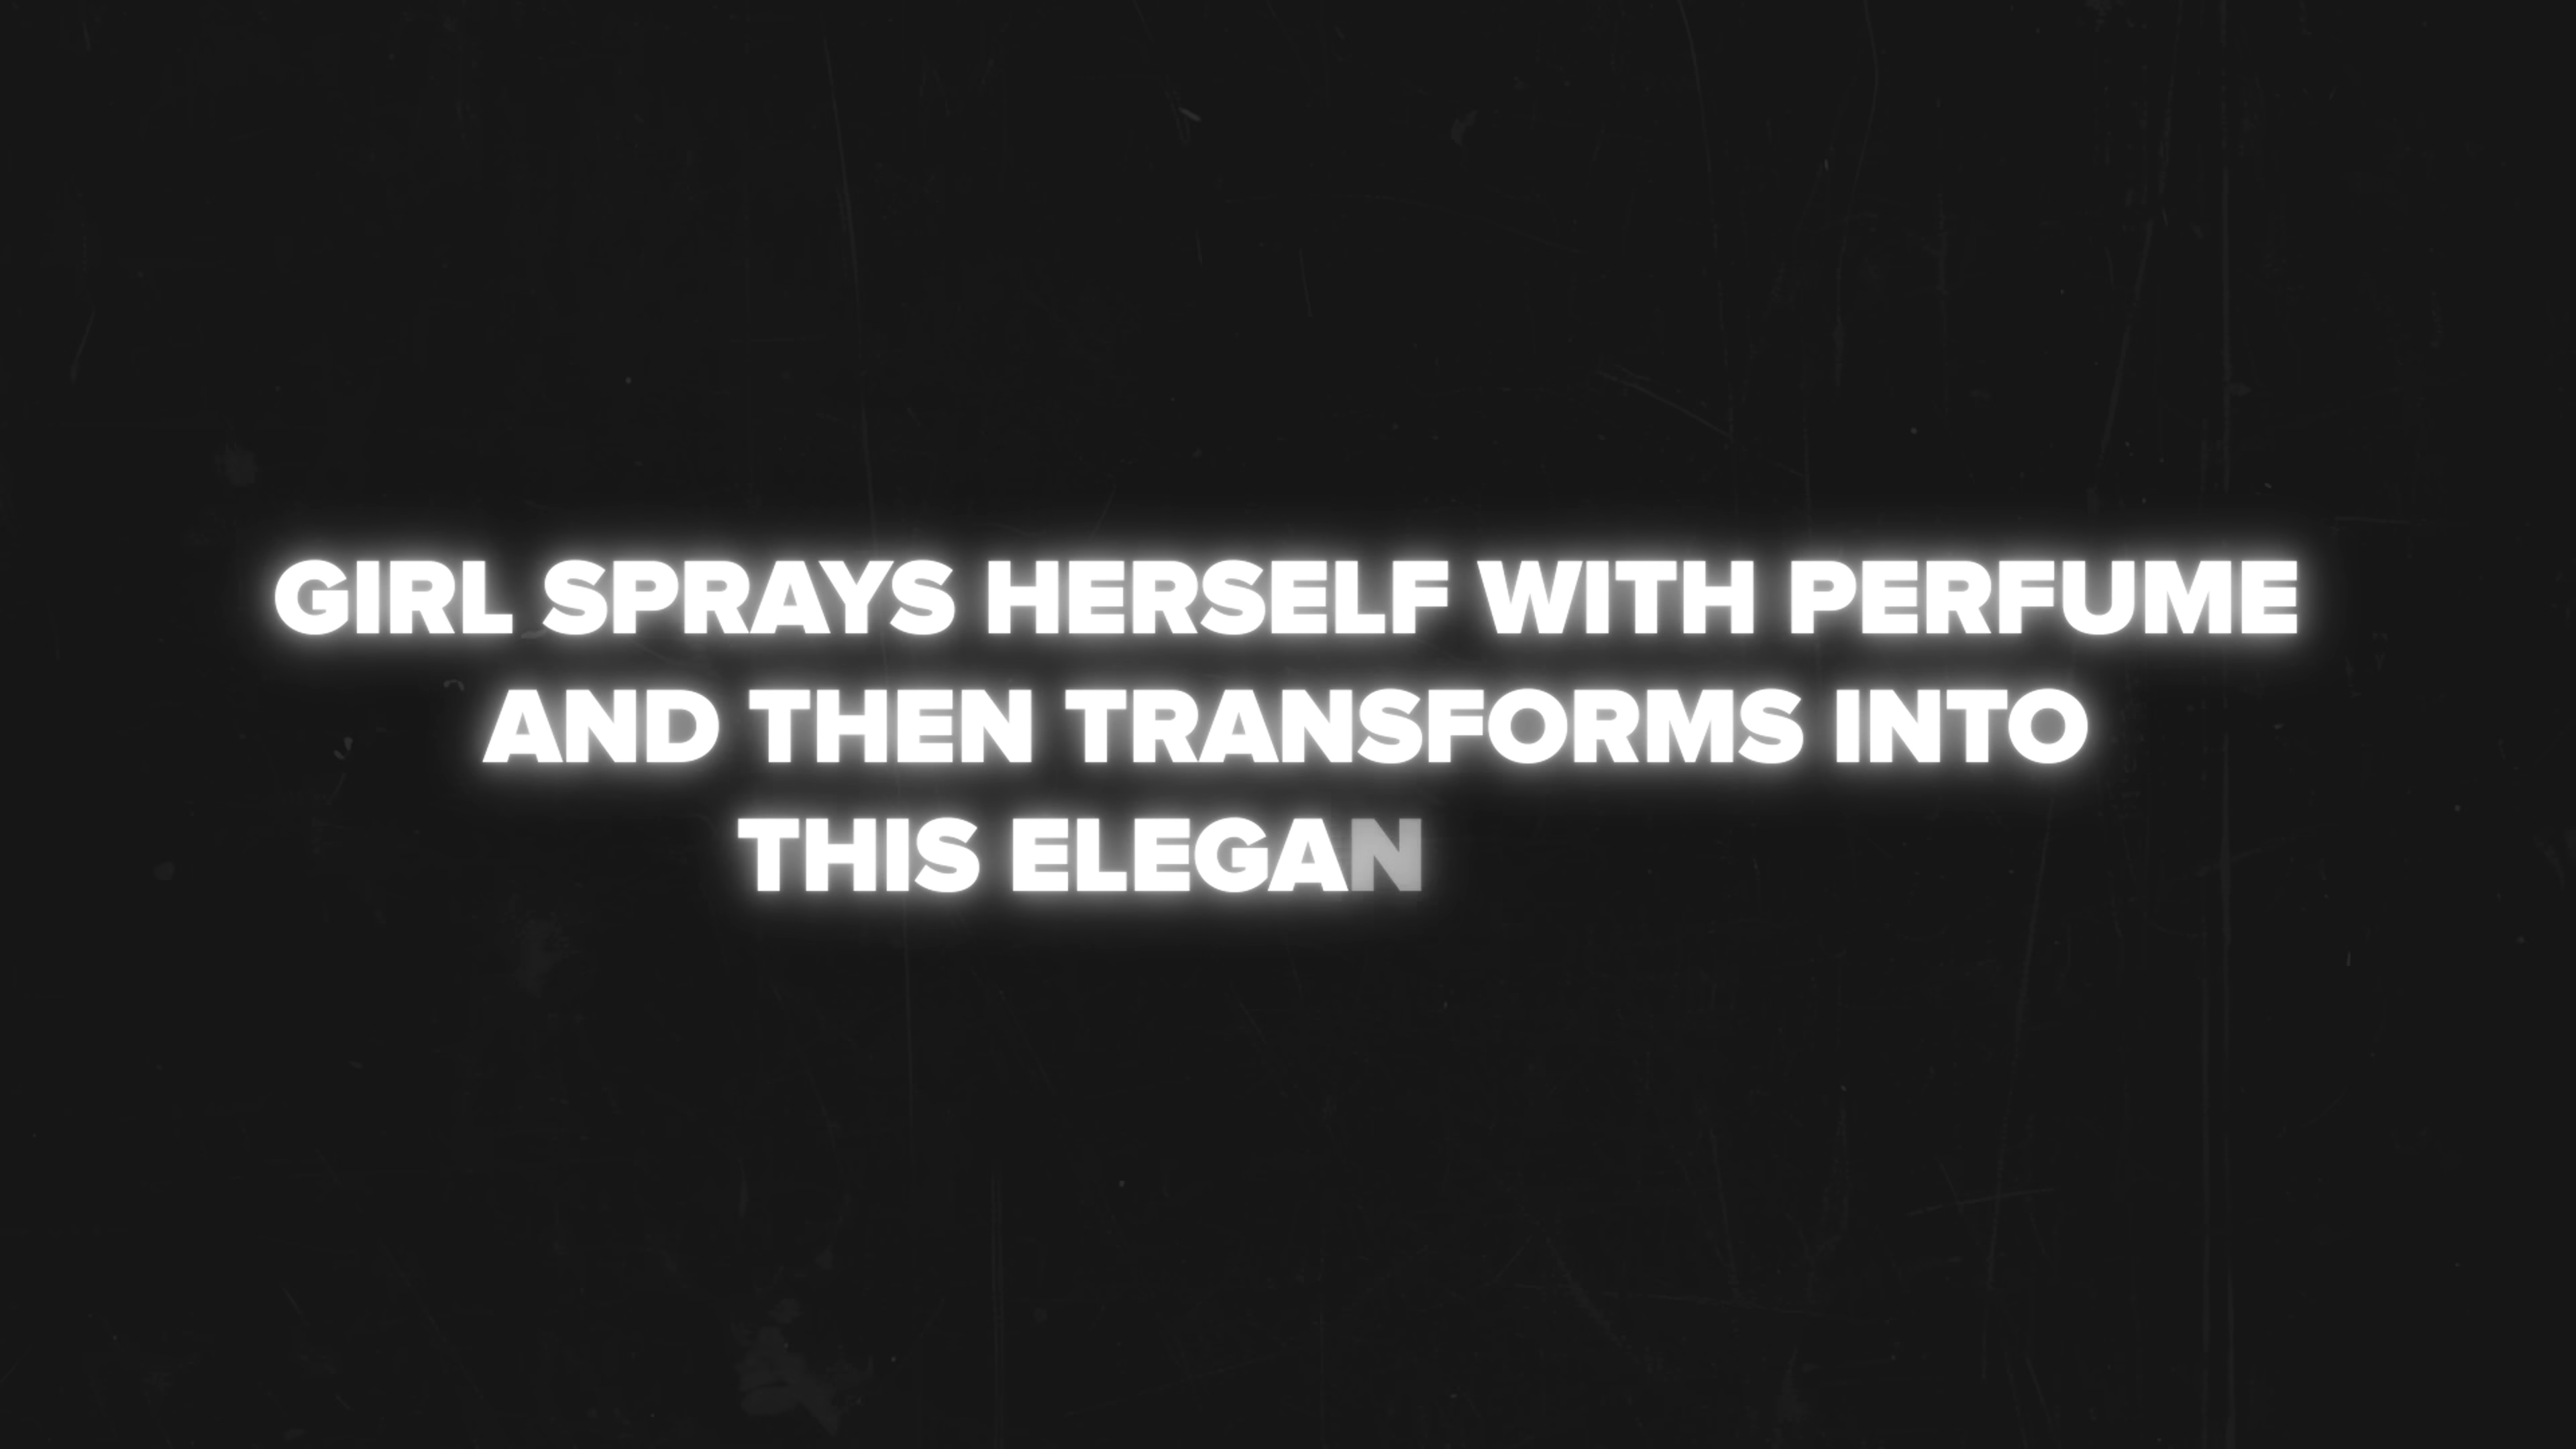 GIRL SPRAYS HERSELF WITH PERFUME
AND THEN TRANSFORMS INTO
THIS ELEGAN